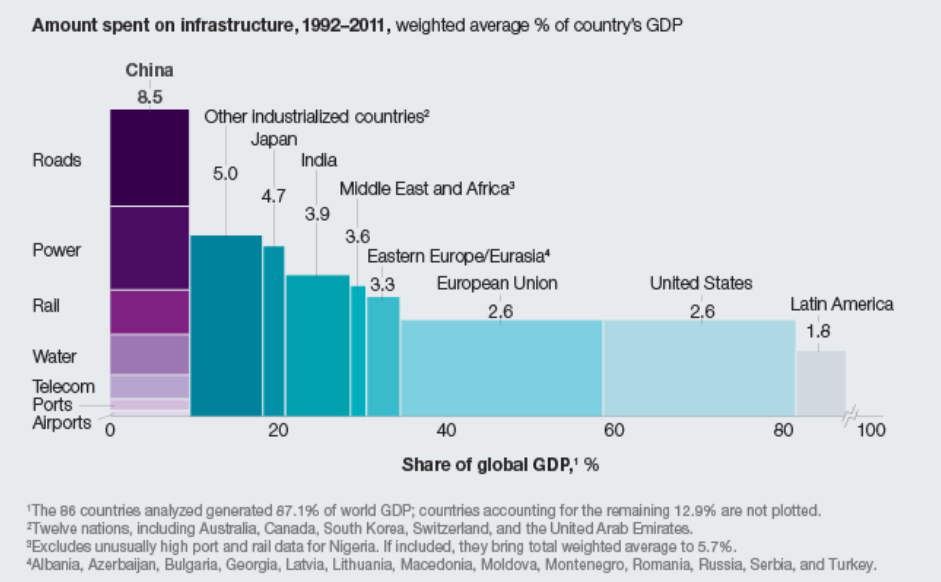 Amount spent on infrastructure, 1992–2011, weighted average % of country's GDP
China
8.5
Other industrialized countries²
5.0
Japan
4.7
India
3.9
Middle East and Africa³
3.6
Eastern Europe/Eurasia⁴
3.3
European Union
2.6
United States
2.6
Latin America
1.8
Roads
Power
Rail
Water
Telecom
Ports
Airports
0 20 40 60 80 100
Share of global GDP,¹ %
¹The 86 countries analyzed generated 87.1% of world GDP; countries accounting for the remaining 12.9% are not plotted.
²Twelve nations, including Australia, Canada, South Korea, Switzerland, and the United Arab Emirates.
³Excludes unusually high port and rail data for Nigeria. If included, they bring total weighted average to 5.7%.
⁴Albania, Azerbaijan, Bulgaria, Georgia, Latvia, Lithuania, Macedonia, Moldova, Montenegro, Romania, Russia, Serbia, and Turkey.